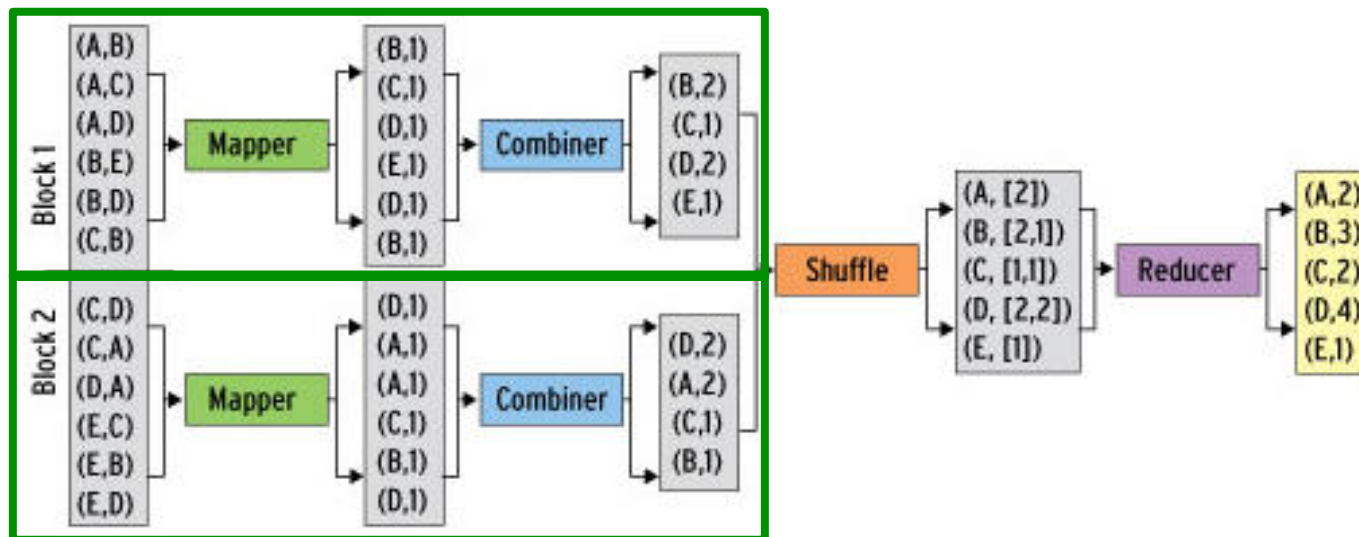 Block 1
(A,B)
(A,C)
(A,D)
(B,E)
(B,D)
(C,B)
Mapper
(B,1)
(C,1)
(D,1)
(E,1)
(D,1)
(B,1)
Combiner
(B,2)
(C,1)
(D,2)
(E,1)
Block 2
(C,D)
(C,A)
(D,A)
(E,C)
(E,B)
(E,D)
Mapper
(D,1)
(A,1)
(A,1)
(C,1)
(B,1)
(D,1)
Combiner
(D,2)
(A,2)
(C,1)
(B,1)
Shuffle
(A, [2])
(B, [2,1])
(C, [1,1])
(D, [2,2])
(E, [1])
Reducer
(A,2)
(B,3)
(C,2)
(D,4)
(E,1)